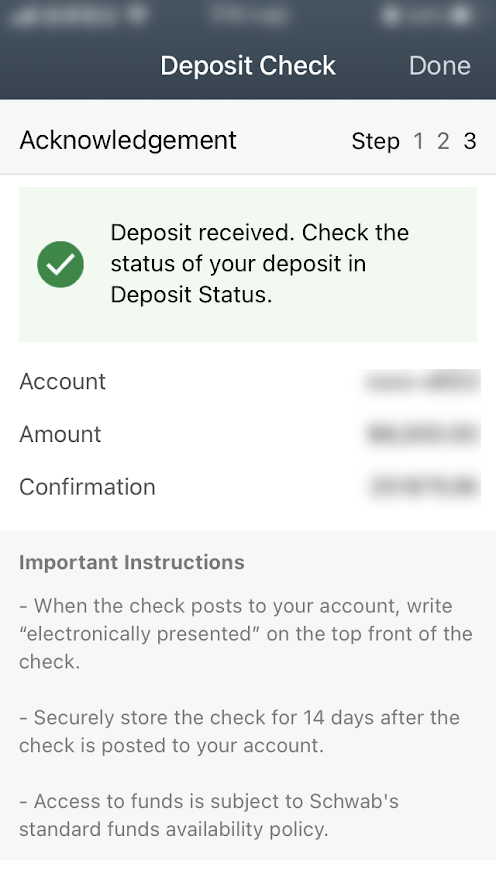 Deposit Check Done
Acknowledgement Step 1 2 3
Deposit received. Check the
status of your deposit in
Deposit Status.
Account
Amount
Confirmation
Important Instructions
- When the check posts to your account, write
“electronically presented” on the top front of the
check.
- Securely store the check for 14 days after the
check is posted to your account.
- Access to funds is subject to Schwab's
standard funds availability policy.